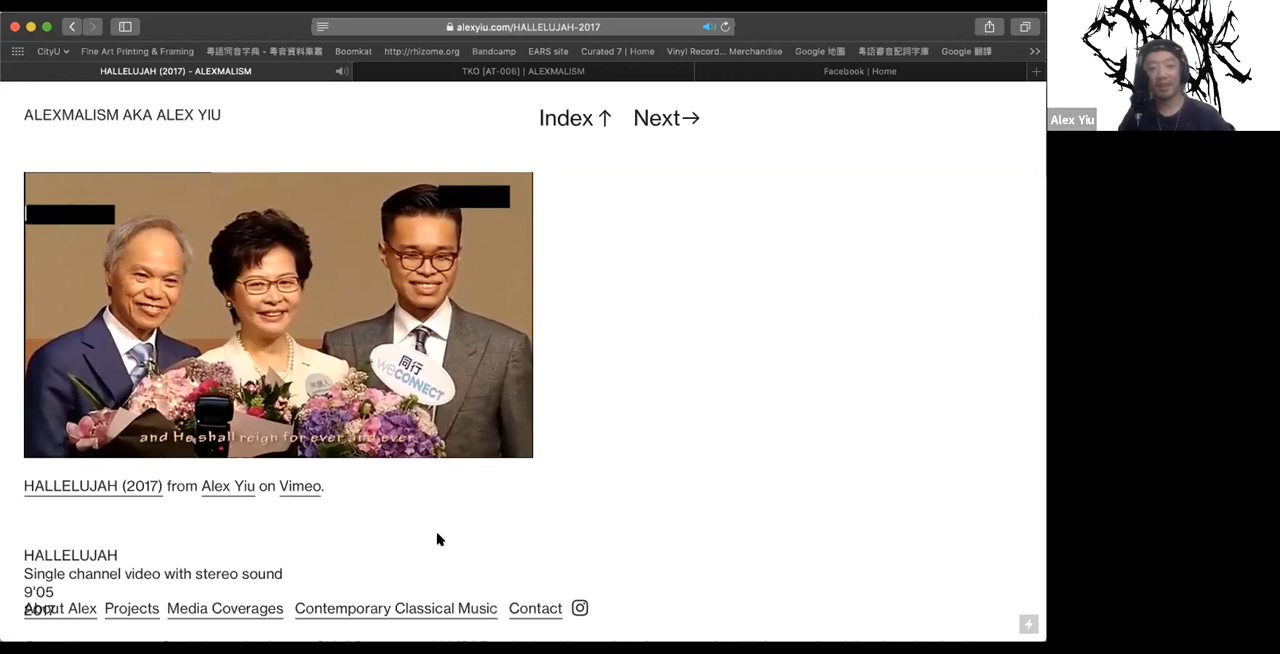 alexyiu.com/HALLELUJAH-2017
CityU
Fine Art Printing & Framing
粵語同音字典 - 粵音資料集叢
Boomkat
http://rhizome.org
Bandcamp
EARS site
Curated 7 | Home
Vinyl Record... Merchandise
Google 地圖
粵語審音配詞字庫
Google 翻譯
HALLELUJAH (2017) - ALEXMALISM
TKO [AT-006] | ALEXMALISM
Facebook | Home
ALEXMALISM AKA ALEX YIU
Index↑ Next→
Alex Yiu
同行
weCONNECT
and He shall reign for ever and ever
HALLELUJAH (2017) from Alex Yiu on Vimeo.
HALLELUJAH
Single channel video with stereo sound
9'05
2017
About Alex Projects Media Coverages Contemporary Classical Music Contact